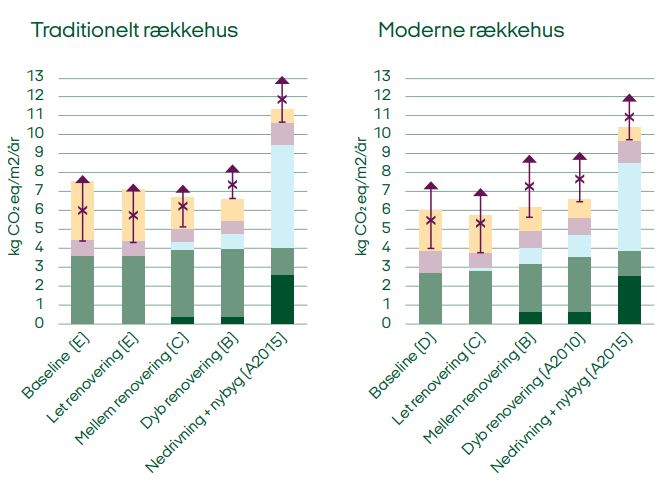 Traditionelt rækkehus
kg CO₂ eq/m2/år
13
12
11
10
9
8
7
6
5
4
3
2
1
0
Baseline [E]
Let renovering [E]
Mellem renovering [C]
Dyb renovering [B]
Nedrivning + nybyg [A2015]
Moderne rækkehus
kg CO₂ eq/m2/år
13
12
11
10
9
8
7
6
5
4
3
2
1
0
Baseline [D]
Let renovering [C]
Mellem renovering [B]
Dyb renovering [A2010]
Nedrivning + nybyg [A2015]